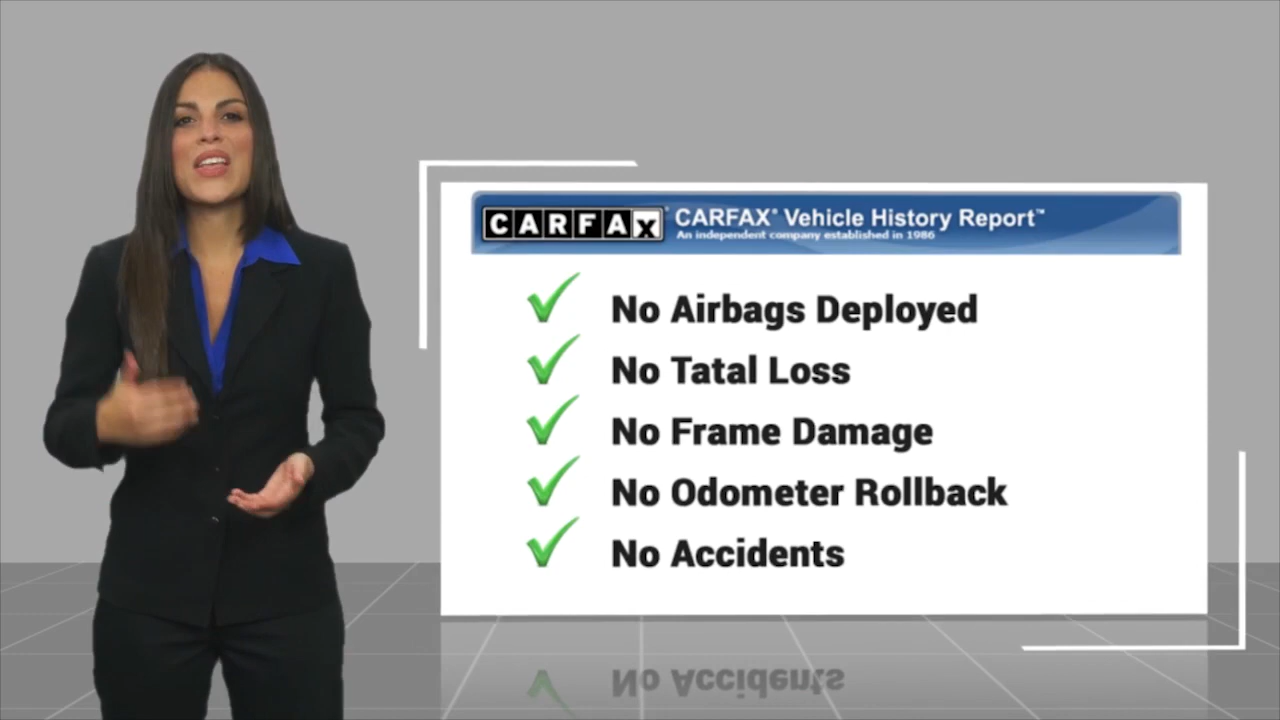 CARFAX CARFAX® Vehicle History Report™
An independent company established in 1986
No Airbags Deployed
No Tatal Loss
No Frame Damage
No Odometer Rollback
No Accidents
No Accidents